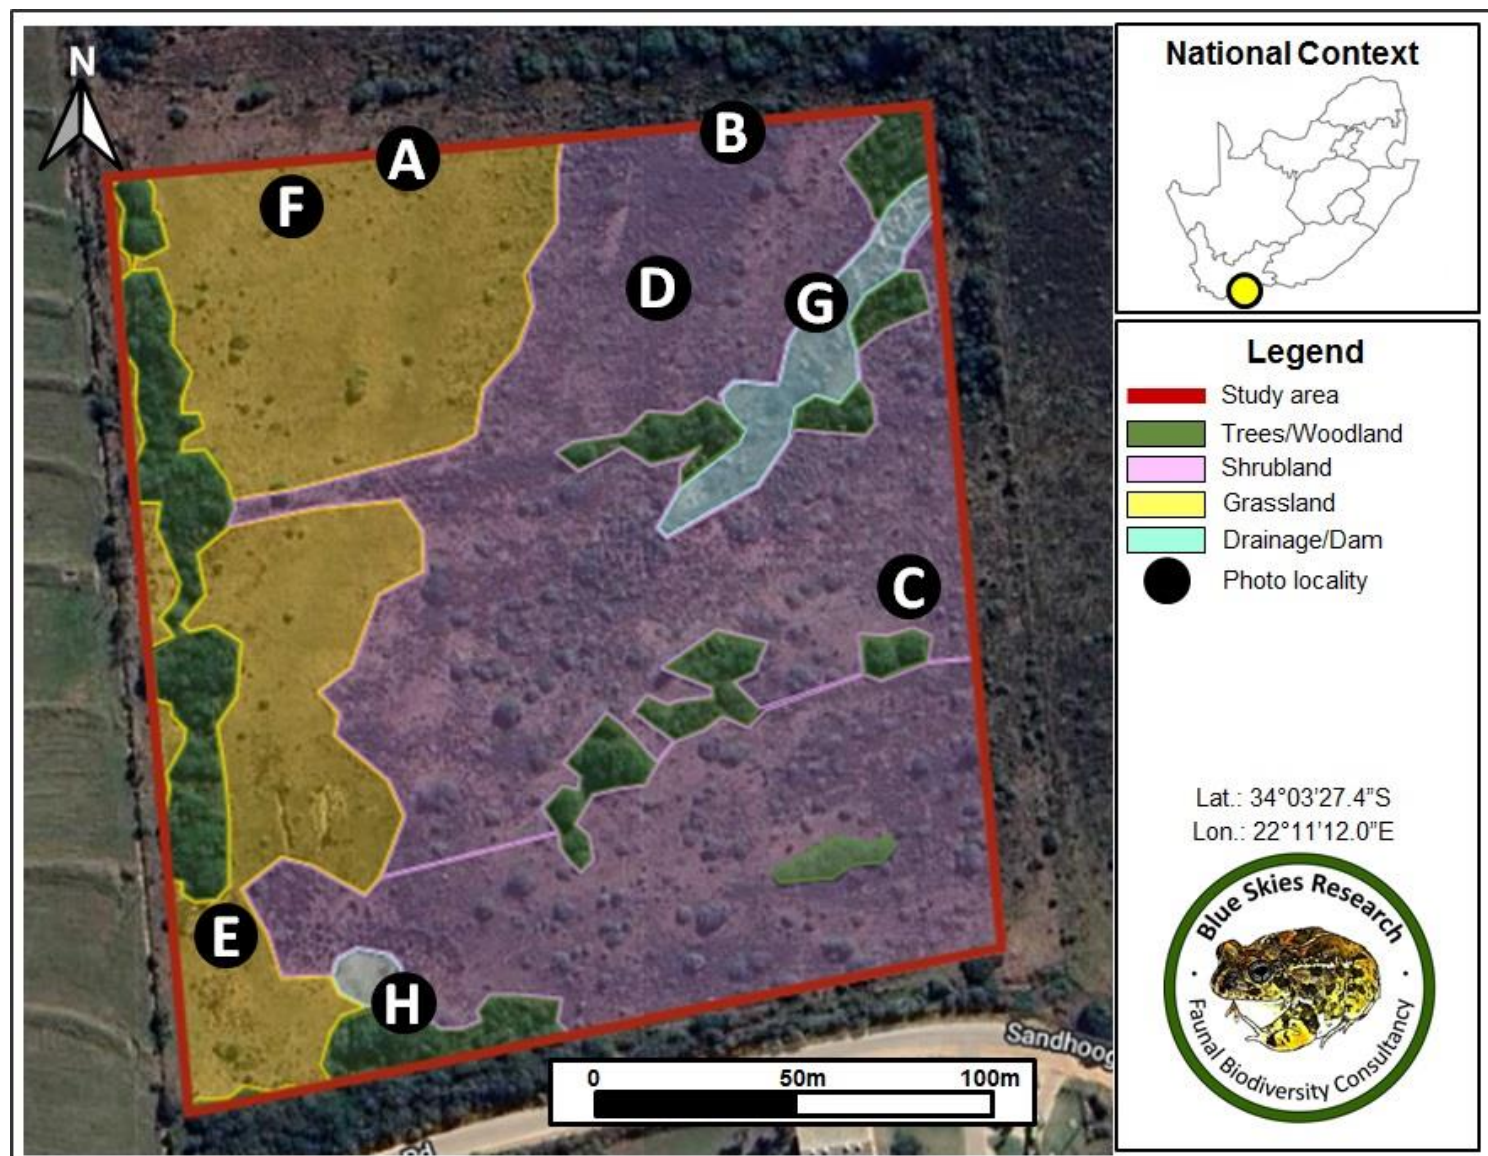 N
A
B
F
D
G
C
E
H
Sandhoog
Rd
0 50m 100m
National Context
Legend
Study area
Trees/Woodland
Shrubland
Grassland
Drainage/Dam
Photo locality
Lat.: 34°03'27.4"S
Lon.: 22°11'12.0"E
Blue Skies Research
Faunal Biodiversity Consultancy